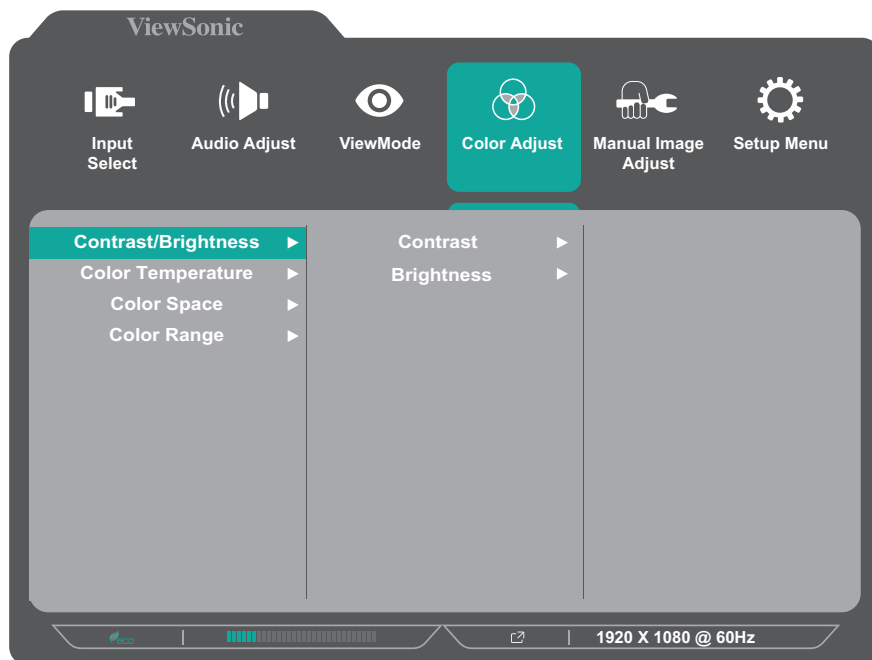 ViewSonic
Input
Select
Audio Adjust
ViewMode
Color Adjust
Manual Image
Adjust
Setup Menu
Contrast/Brightness
Color Temperature
Color Space
Color Range
Contrast
Brightness
eco
1920 X 1080 @ 60Hz